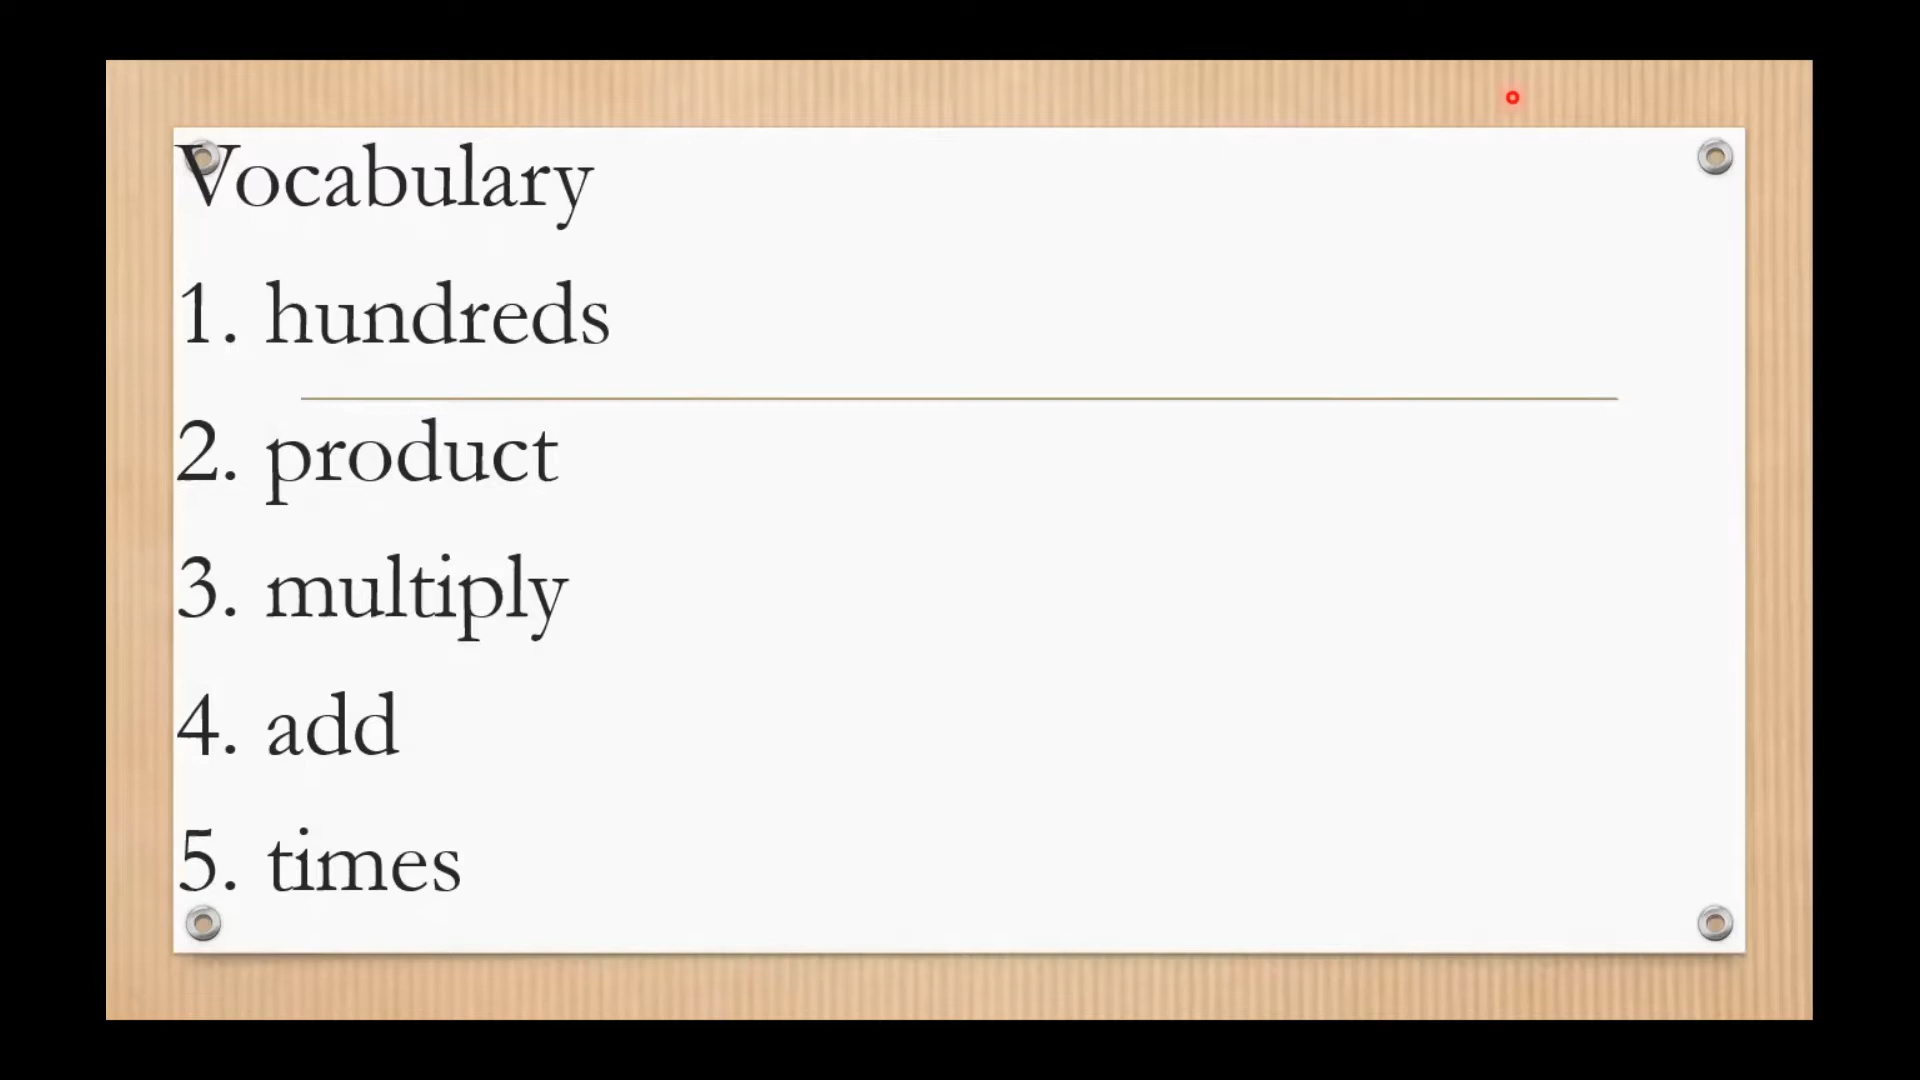 Vocabulary
1. hundreds
2. product
3. multiply
4. add
5. times